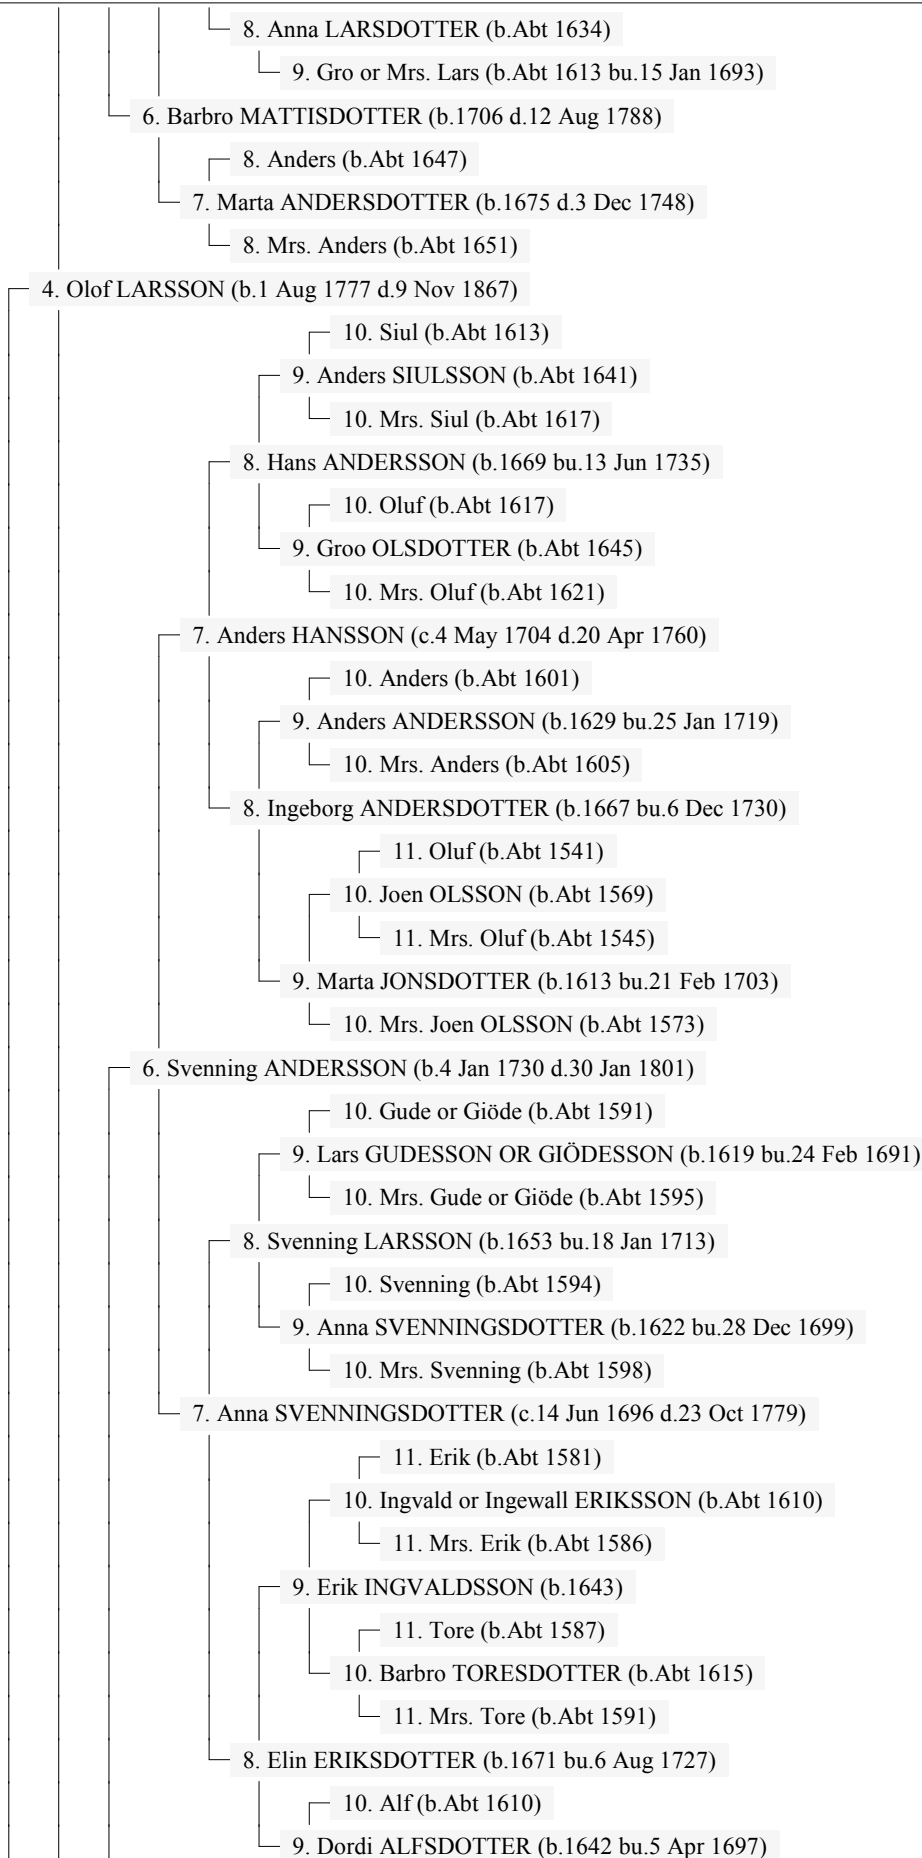 8. Anna LARSDOTTER (b.Abt 1634)
9. Gro or Mrs. Lars (b.Abt 1613 bu.15 Jan 1693)
6. Barbro MATTISDOTTER (b.1706 d.12 Aug 1788)
8. Anders (b.Abt 1647)
7. Marta ANDERSDOTTER (b.1675 d.3 Dec 1748)
8. Mrs. Anders (b.Abt 1651)
4. Olof LARSSON (b.1 Aug 1777 d.9 Nov 1867)
10. Siul (b.Abt 1613)
9. Anders SIULSSON (b.Abt 1641)
10. Mrs. Siul (b.Abt 1617)
8. Hans ANDERSSON (b.1669 bu.13 Jun 1735)
10. Oluf (b.Abt 1617)
9. Groo OLSDOTTER (b.Abt 1645)
10. Mrs. Oluf (b.Abt 1621)
7. Anders HANSSON (c.4 May 1704 d.20 Apr 1760)
10. Anders (b.Abt 1601)
9. Anders ANDERSSON (b.1629 bu.25 Jan 1719)
10. Mrs. Anders (b.Abt 1605)
8. Ingeborg ANDERSDOTTER (b.1667 bu.6 Dec 1730)
11. Oluf (b.Abt 1541)
10. Joen OLSSON (b.Abt 1569)
11. Mrs. Oluf (b.Abt 1545)
9. Marta JONSDOTTER (b.1613 bu.21 Feb 1703)
10. Mrs. Joen OLSSON (b.Abt 1573)
6. Svenning ANDERSSON (b.4 Jan 1730 d.30 Jan 1801)
10. Gude or Giöde (b.Abt 1591)
9. Lars GUDESSON OR GIÖDESSON (b.1619 bu.24 Feb 1691)
10. Mrs. Gude or Giöde (b.Abt 1595)
8. Svenning LARSSON (b.1653 bu.18 Jan 1713)
10. Svenning (b.Abt 1594)
9. Anna SVENNINGSDOTTER (b.1622 bu.28 Dec 1699)
10. Mrs. Svenning (b.Abt 1598)
7. Anna SVENNINGSDOTTER (c.14 Jun 1696 d.23 Oct 1779)
11. Erik (b.Abt 1581)
10. Ingvald or Ingewall ERIKSSON (b.Abt 1610)
11. Mrs. Erik (b.Abt 1586)
9. Erik INGVALDSSON (b.1643)
11. Tore (b.Abt 1587)
10. Barbro TORESDOTTER (b.Abt 1615)
11. Mrs. Tore (b.Abt 1591)
8. Elin ERIKSDOTTER (b.1671 bu.6 Aug 1727)
10. Alf (b.Abt 1610)
9. Dordi ALFSDOTTER (b.1642 bu.5 Apr 1697)